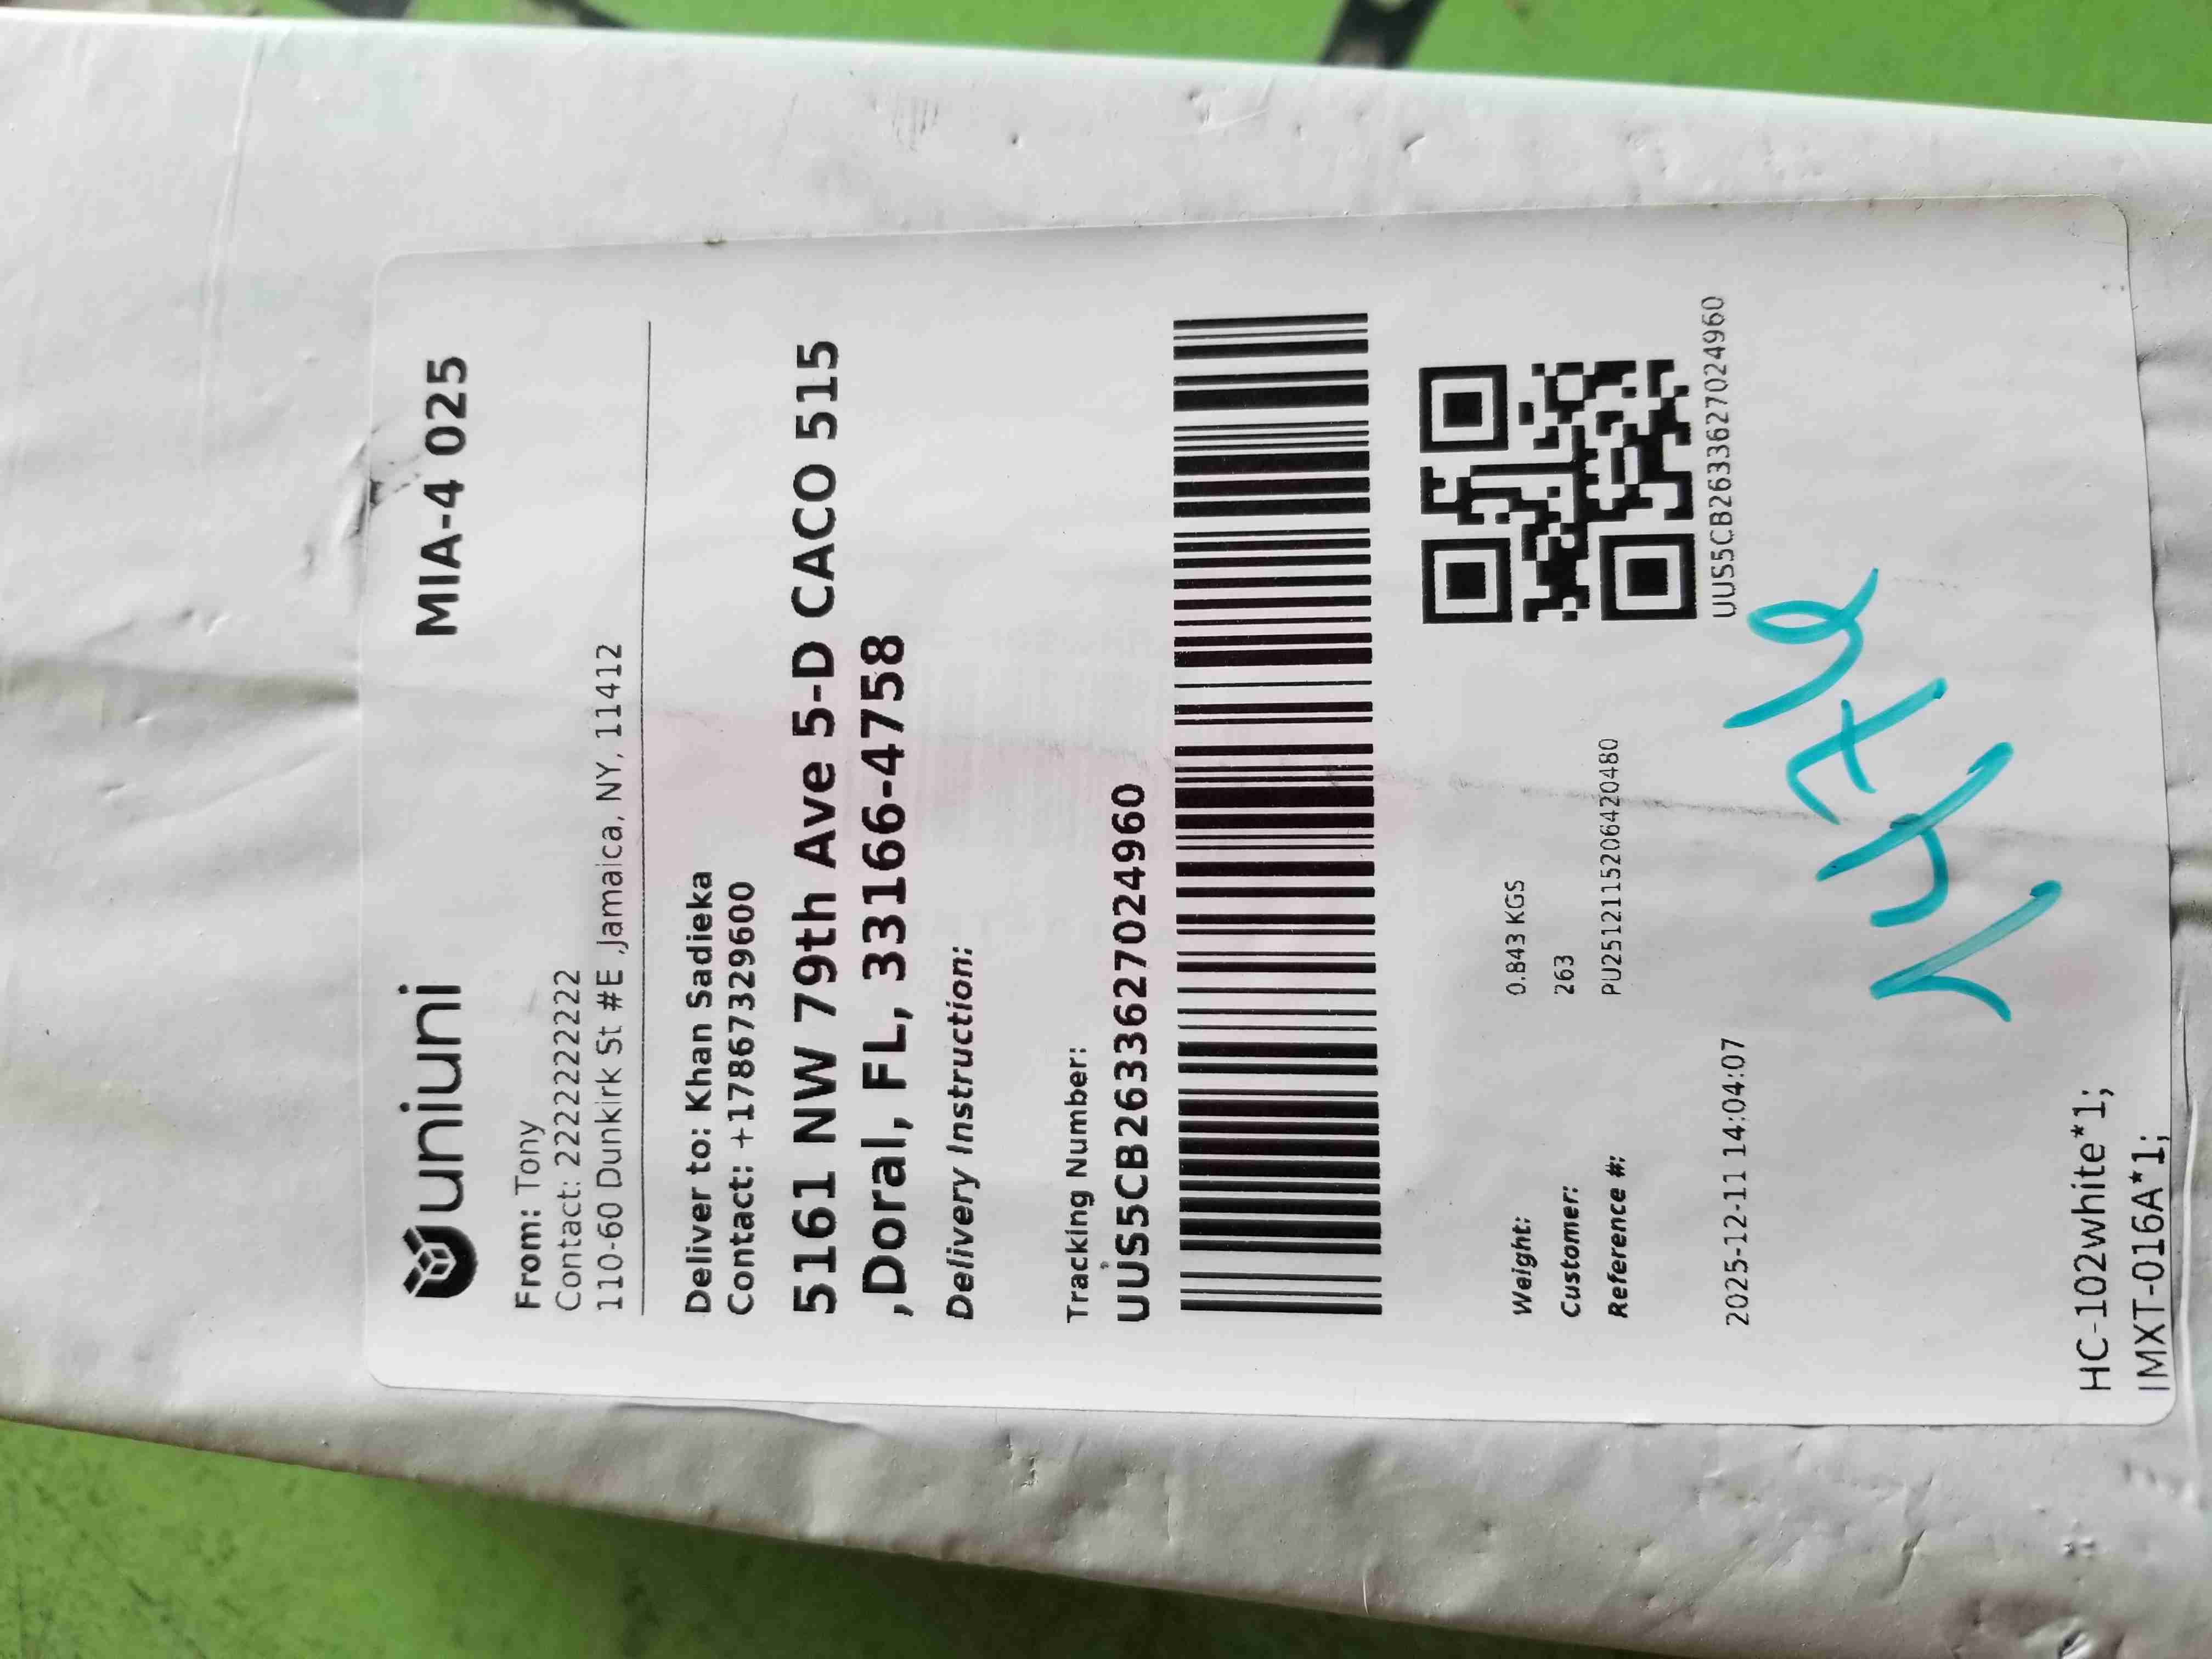 uniuni
MIA-4 025
From: Tony
Contact: 2222222222
110-60 Dunkirk St #E ,Jamaica, NY, 11412
Deliver to: Khan Sadieka
Contact: +17867329600
5161 NW 79th Ave 5-D CACO 515
,Doral, FL, 33166-4758
Delivery Instruction:
Tracking Number:
UUS5CB2633627024960
Weight: 0.843 KGS
Customer: 263
Reference #: PU25121115206420480
UUS5CB2633627024960
2025-12-11 14:04:07
HC-102white*1;
IMXT-016A*1;